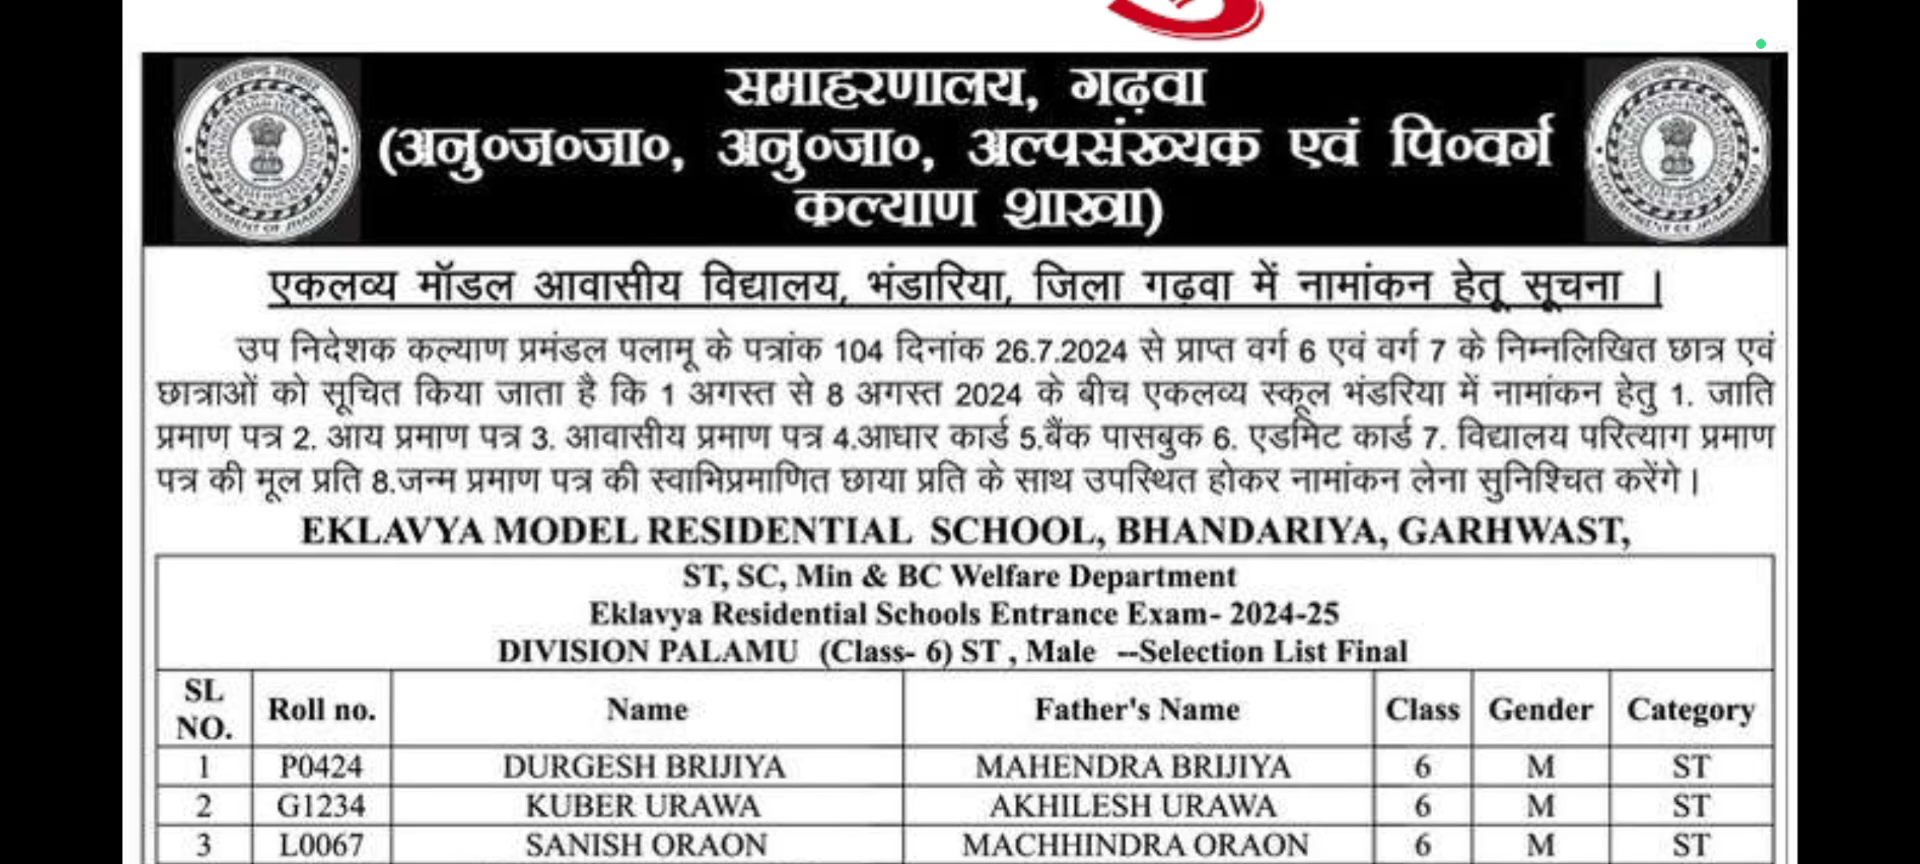 समाहरणालय, गढ़वा
(अनु०ज०जा०, अनु०जा०, अल्पसंख्यक एवं पि०वर्ग
कल्याण शाखा)
GOVERNMENT OF JHARKHAND
GOVERNMENT OF JHARKHAND
एकलव्य मॉडल आवासीय विद्यालय, भंडारिया, जिला गढ़वा में नामांकन हेतू सूचना ।
उप निदेशक कल्याण प्रमंडल पलामू के पत्रांक 104 दिनांक 26.7.2024 से प्राप्त वर्ग 6 एवं वर्ग 7 के निम्नलिखित छात्र एवं
छात्राओं को सूचित किया जाता है कि 1 अगस्त से 8 अगस्त 2024 के बीच एकलव्य स्कूल भंडरिया में नामांकन हेतु 1. जाति
प्रमाण पत्र 2. आय प्रमाण पत्र 3. आवासीय प्रमाण पत्र 4.आधार कार्ड 5.बैंक पासबुक 6. एडमिट कार्ड 7. विद्यालय परित्याग प्रमाण
पत्र की मूल प्रति 8.जन्म प्रमाण पत्र की स्वाभिप्रमाणित छाया प्रति के साथ उपस्थित होकर नामांकन लेना सुनिश्चित करेंगे।
EKLAVYA MODEL RESIDENTIAL SCHOOL, BHANDARIYA, GARHWAST,
ST, SC, Min & BC Welfare Department
Eklavya Residential Schools Entrance Exam- 2024-25
DIVISION PALAMU (Class- 6) ST , Male --Selection List Final
SL NO. Roll no. Name Father's Name Class Gender Category
1 P0424 DURGESH BRIJIYA MAHENDRA BRIJIYA 6 M ST
2 G1234 KUBER URAWA AKHILESH URAWA 6 M ST
3 L0067 SANISH ORAON MACHHINDRA ORAON 6 M ST